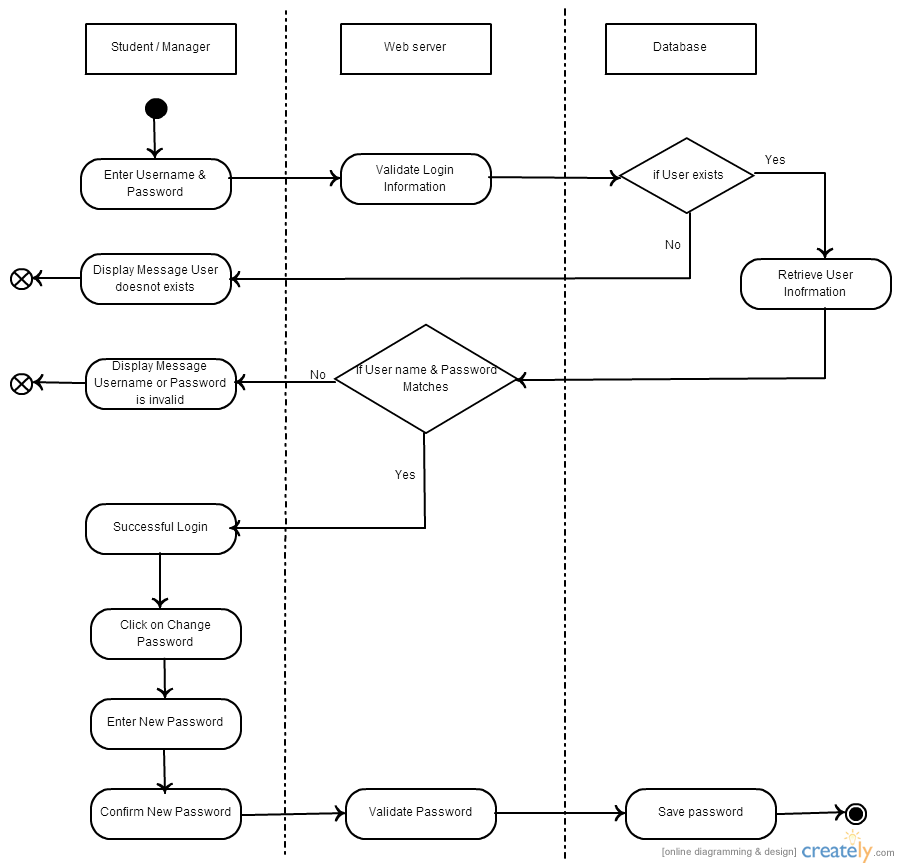 Student / Manager
Web server
Database
Enter Username &
Password
Validate Login
Information
if User exists
Yes
No
Display Message User
doesnot exists
Retrieve User
Inofrmation
Display Message
Username or Password
is invalid
No
If User name & Password
Matches
Yes
Successful Login
Click on Change
Password
Enter New Password
Confirm New Password
Validate Password
Save password
[online diagramming & design] creately.com